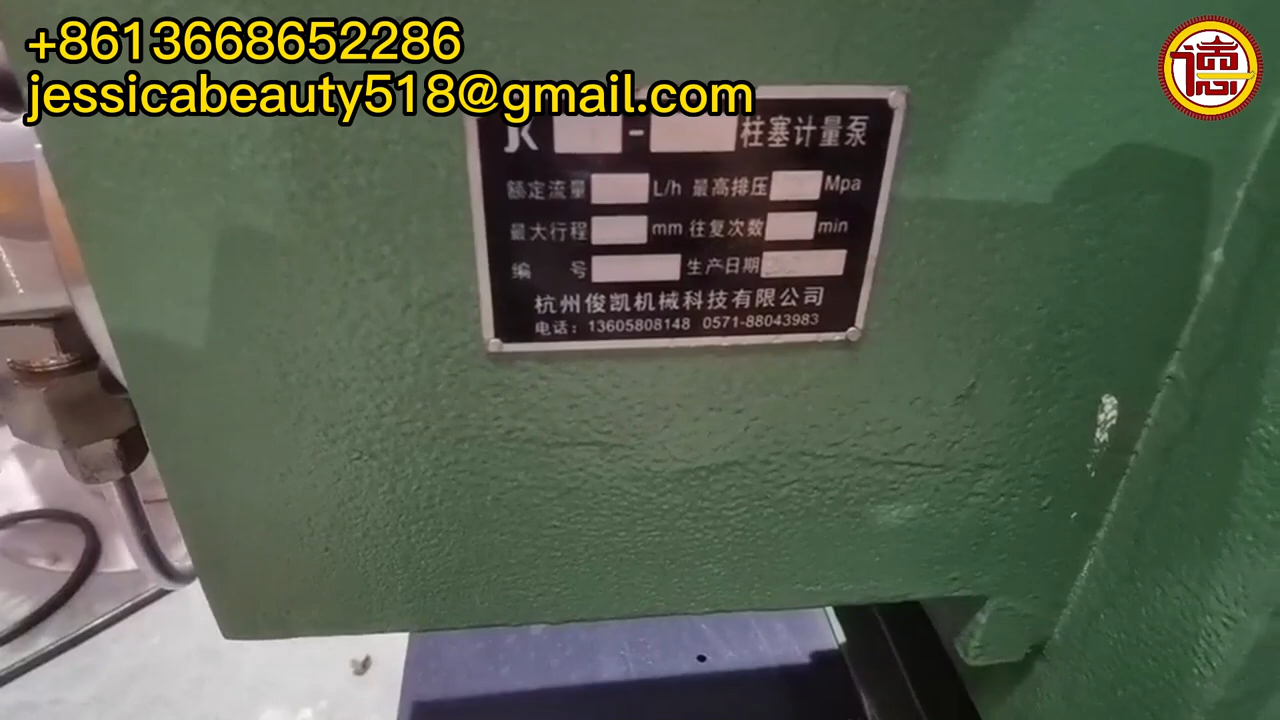 +8613668652286
jessicabeauty518@gmail.com
德
JK - 柱塞计量泵
额定流量 L/h 最高排压 Mpa
最大行程 mm 往复次数 min
编 号 生产日期
杭州俊凯机械科技有限公司
电话：13605808148 0571-88043983